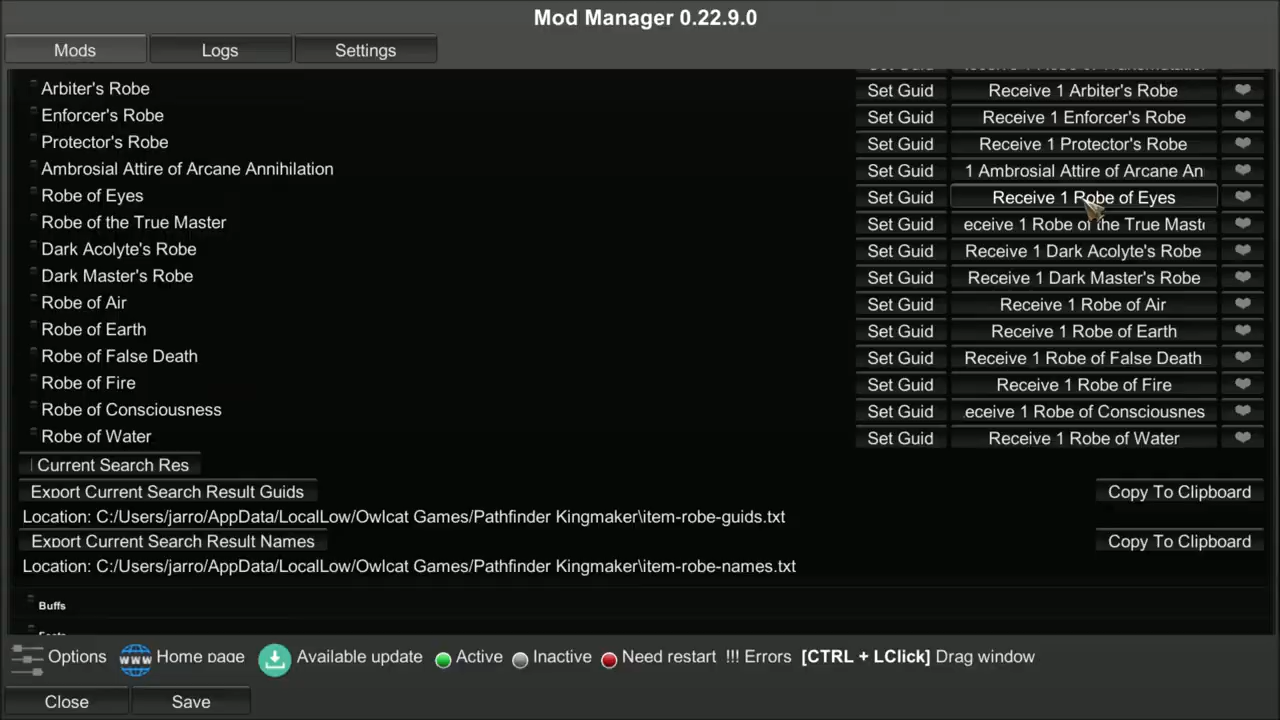 Mod Manager 0.22.9.0
Mods Logs Settings
Arbiter's Robe Set Guid Receive 1 Arbiter's Robe
Enforcer's Robe Set Guid Receive 1 Enforcer's Robe
Protector's Robe Set Guid Receive 1 Protector's Robe
Ambrosial Attire of Arcane Annihilation Set Guid 1 Ambrosial Attire of Arcane An
Robe of Eyes Set Guid Receive 1 Robe of Eyes
Robe of the True Master Set Guid eceive 1 Robe of the True Maste
Dark Acolyte's Robe Set Guid Receive 1 Dark Acolyte's Robe
Dark Master's Robe Set Guid Receive 1 Dark Master's Robe
Robe of Air Set Guid Receive 1 Robe of Air
Robe of Earth Set Guid Receive 1 Robe of Earth
Robe of False Death Set Guid Receive 1 Robe of False Death
Robe of Fire Set Guid Receive 1 Robe of Fire
Robe of Consciousness Set Guid eceive 1 Robe of Consciousnes
Robe of Water Set Guid Receive 1 Robe of Water
Current Search Res
Export Current Search Result Guids Copy To Clipboard
Location: C:/Users/jarro/AppData/LocalLow/Owlcat Games/Pathfinder Kingmaker\item-robe-guids.txt
Export Current Search Result Names Copy To Clipboard
Location: C:/Users/jarro/AppData/LocalLow/Owlcat Games/Pathfinder Kingmaker\item-robe-names.txt
Buffs
Options www Home page Available update Active Inactive Need restart !!! Errors [CTRL + LClick] Drag window
Close Save